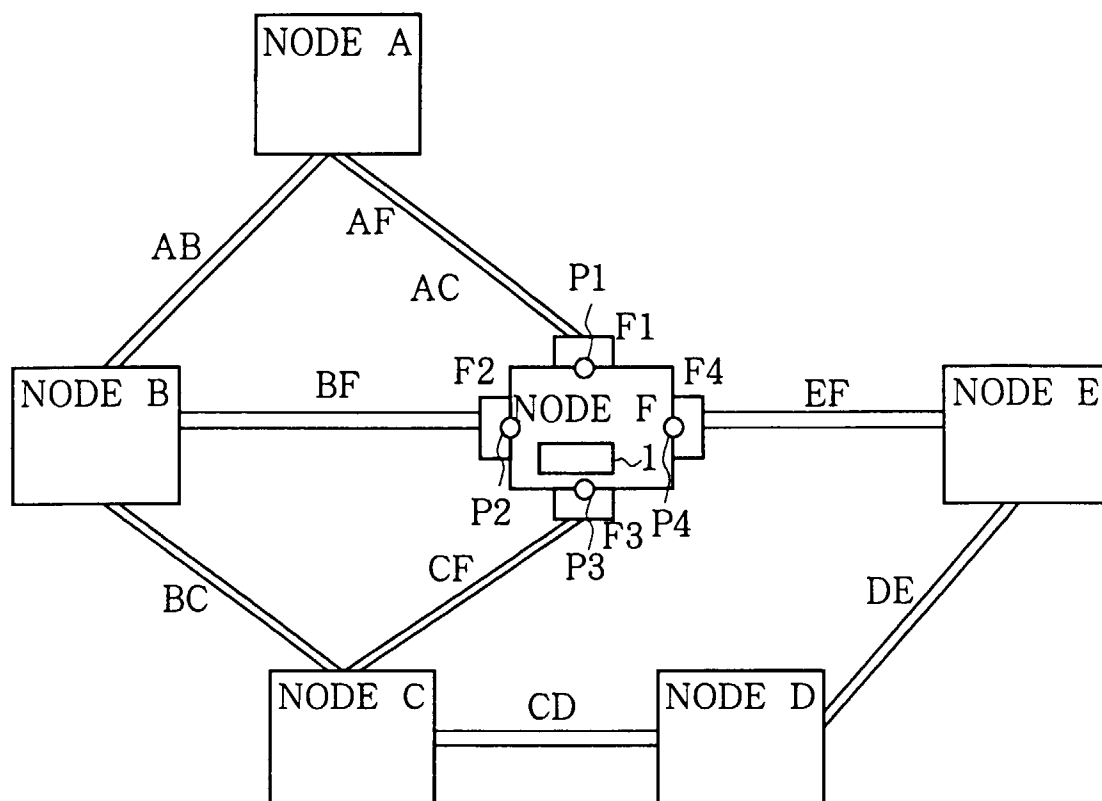 NODE A
AB
AF
AC
P1
F1
NODE B
BF
F2
F4
NODE F
EF
NODE E
1
P2
F3
P4
P3
BC
CF
DE
NODE C
CD
NODE D